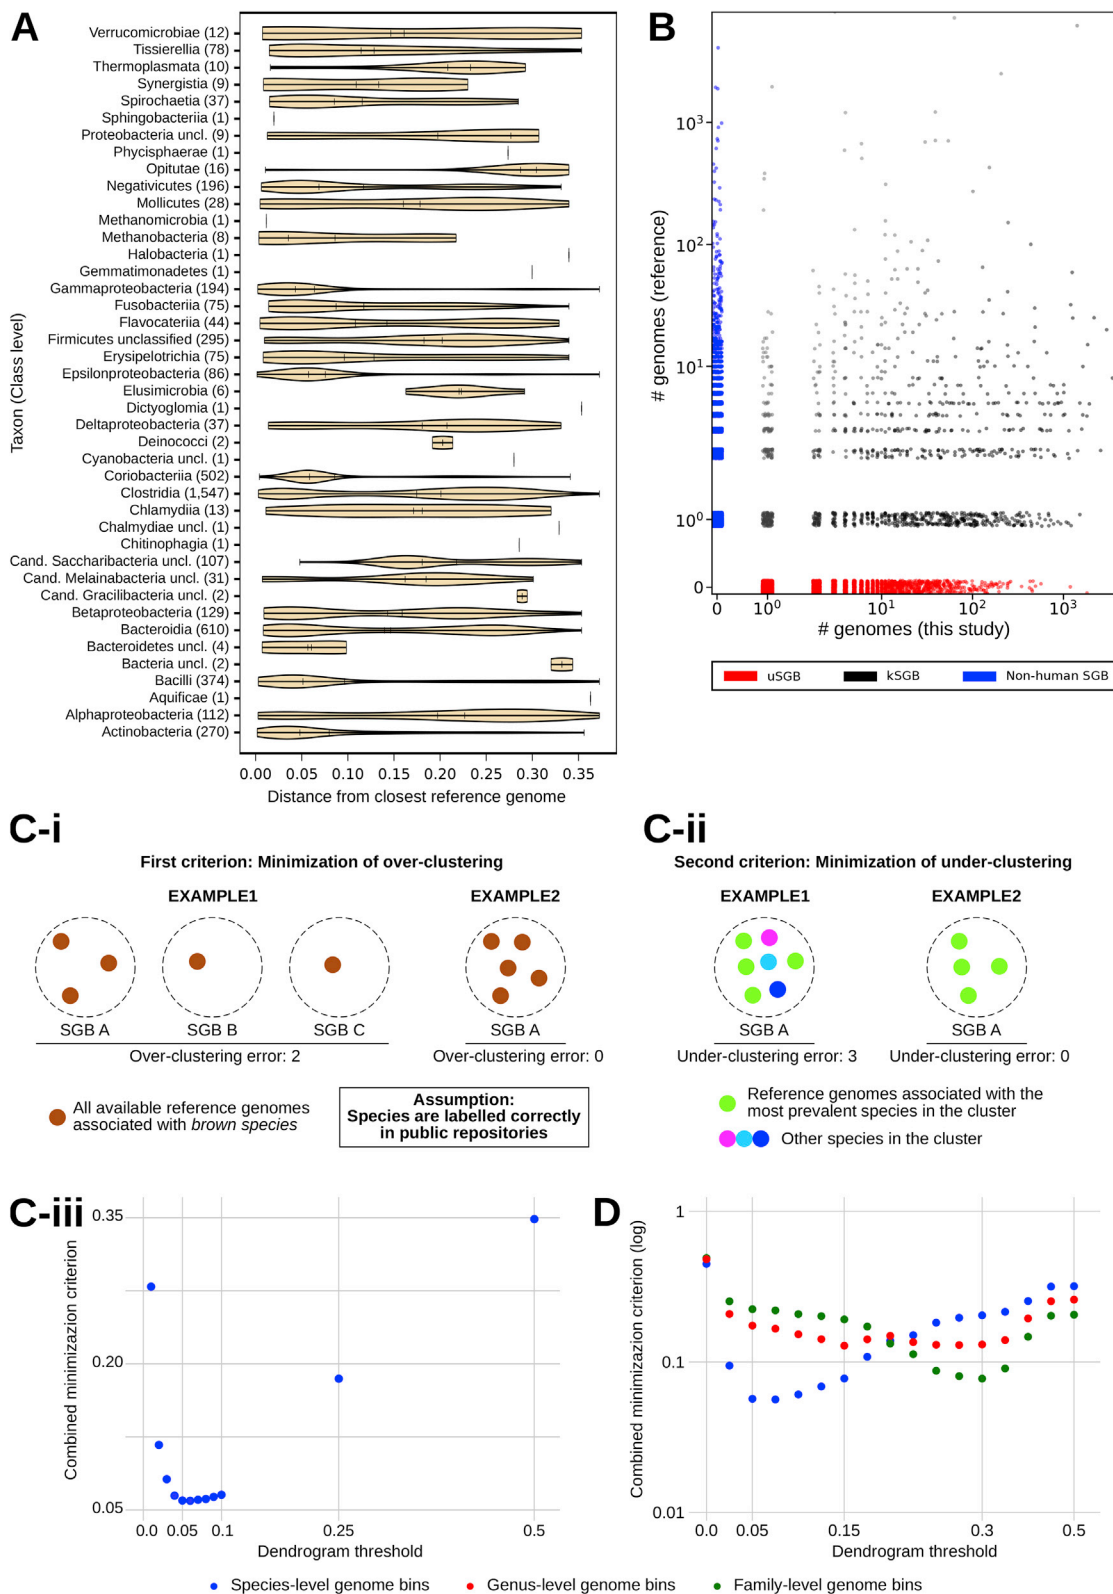 A
Verrucomicrobiae (12)
Tissierellia (78)
Thermoplasmata (10)
Synergistia (9)
Spirochaetia (37)
Sphingobacteriia (1)
Proteobacteria uncl. (9)
Phycisphaerae (1)
Opitutae (16)
Negativicutes (196)
Mollicutes (28)
Methanomicrobia (1)
Methanobacteria (8)
Halobacteria (1)
Gemmatimonadetes (1)
Gammaproteobacteria (194)
Fusobacteriia (75)
Flavocateriia (44)
Firmicutes unclassified (295)
Erysipelotrichia (75)
Epsilonproteobacteria (86)
Elusimicrobia (6)
Dictyoglomia (1)
Deltaproteobacteria (37)
Deinococci (2)
Cyanobacteria uncl. (1)
Coriobacteriia (502)
Clostridia (1,547)
Chlamydiia (13)
Chalmydiae uncl. (1)
Chitinophagia (1)
Cand. Saccharibacteria uncl. (107)
Cand. Melainabacteria uncl. (31)
Cand. Gracilibacteria uncl. (2)
Betaproteobacteria (129)
Bacteroidia (610)
Bacteroidetes uncl. (4)
Bacteria uncl. (2)
Bacilli (374)
Aquificae (1)
Alphaproteobacteria (112)
Actinobacteria (270)
Taxon (Class level)
0.00 0.05 0.10 0.15 0.20 0.25 0.30 0.35
Distance from closest reference genome
B
# genomes (reference)
10³
10²
10¹
10⁰
0
0 10⁰ 10¹ 10² 10³
# genomes (this study)
uSGB kSGB Non-human SGB
C-i
First criterion: Minimization of over-clustering
EXAMPLE1 EXAMPLE2
SGB A SGB B SGB C SGB A
Over-clustering error: 2 Over-clustering error: 0
All available reference genomes
associated with brown species
Assumption:
Species are labelled correctly
in public repositories
C-ii
Second criterion: Minimization of under-clustering
EXAMPLE1 EXAMPLE2
SGB A SGB A
Under-clustering error: 3 Under-clustering error: 0
Reference genomes associated with the
most prevalent species in the cluster
Other species in the cluster
C-iii
Combined minimizazion criterion
0.35
0.20
0.05
0.0 0.05 0.1 0.25 0.5
Dendrogram threshold
D
Combined minimizazion criterion (log)
1
0.1
0.01
0.0 0.05 0.15 0.3 0.5
Dendrogram threshold
Species-level genome bins Genus-level genome bins Family-level genome bins